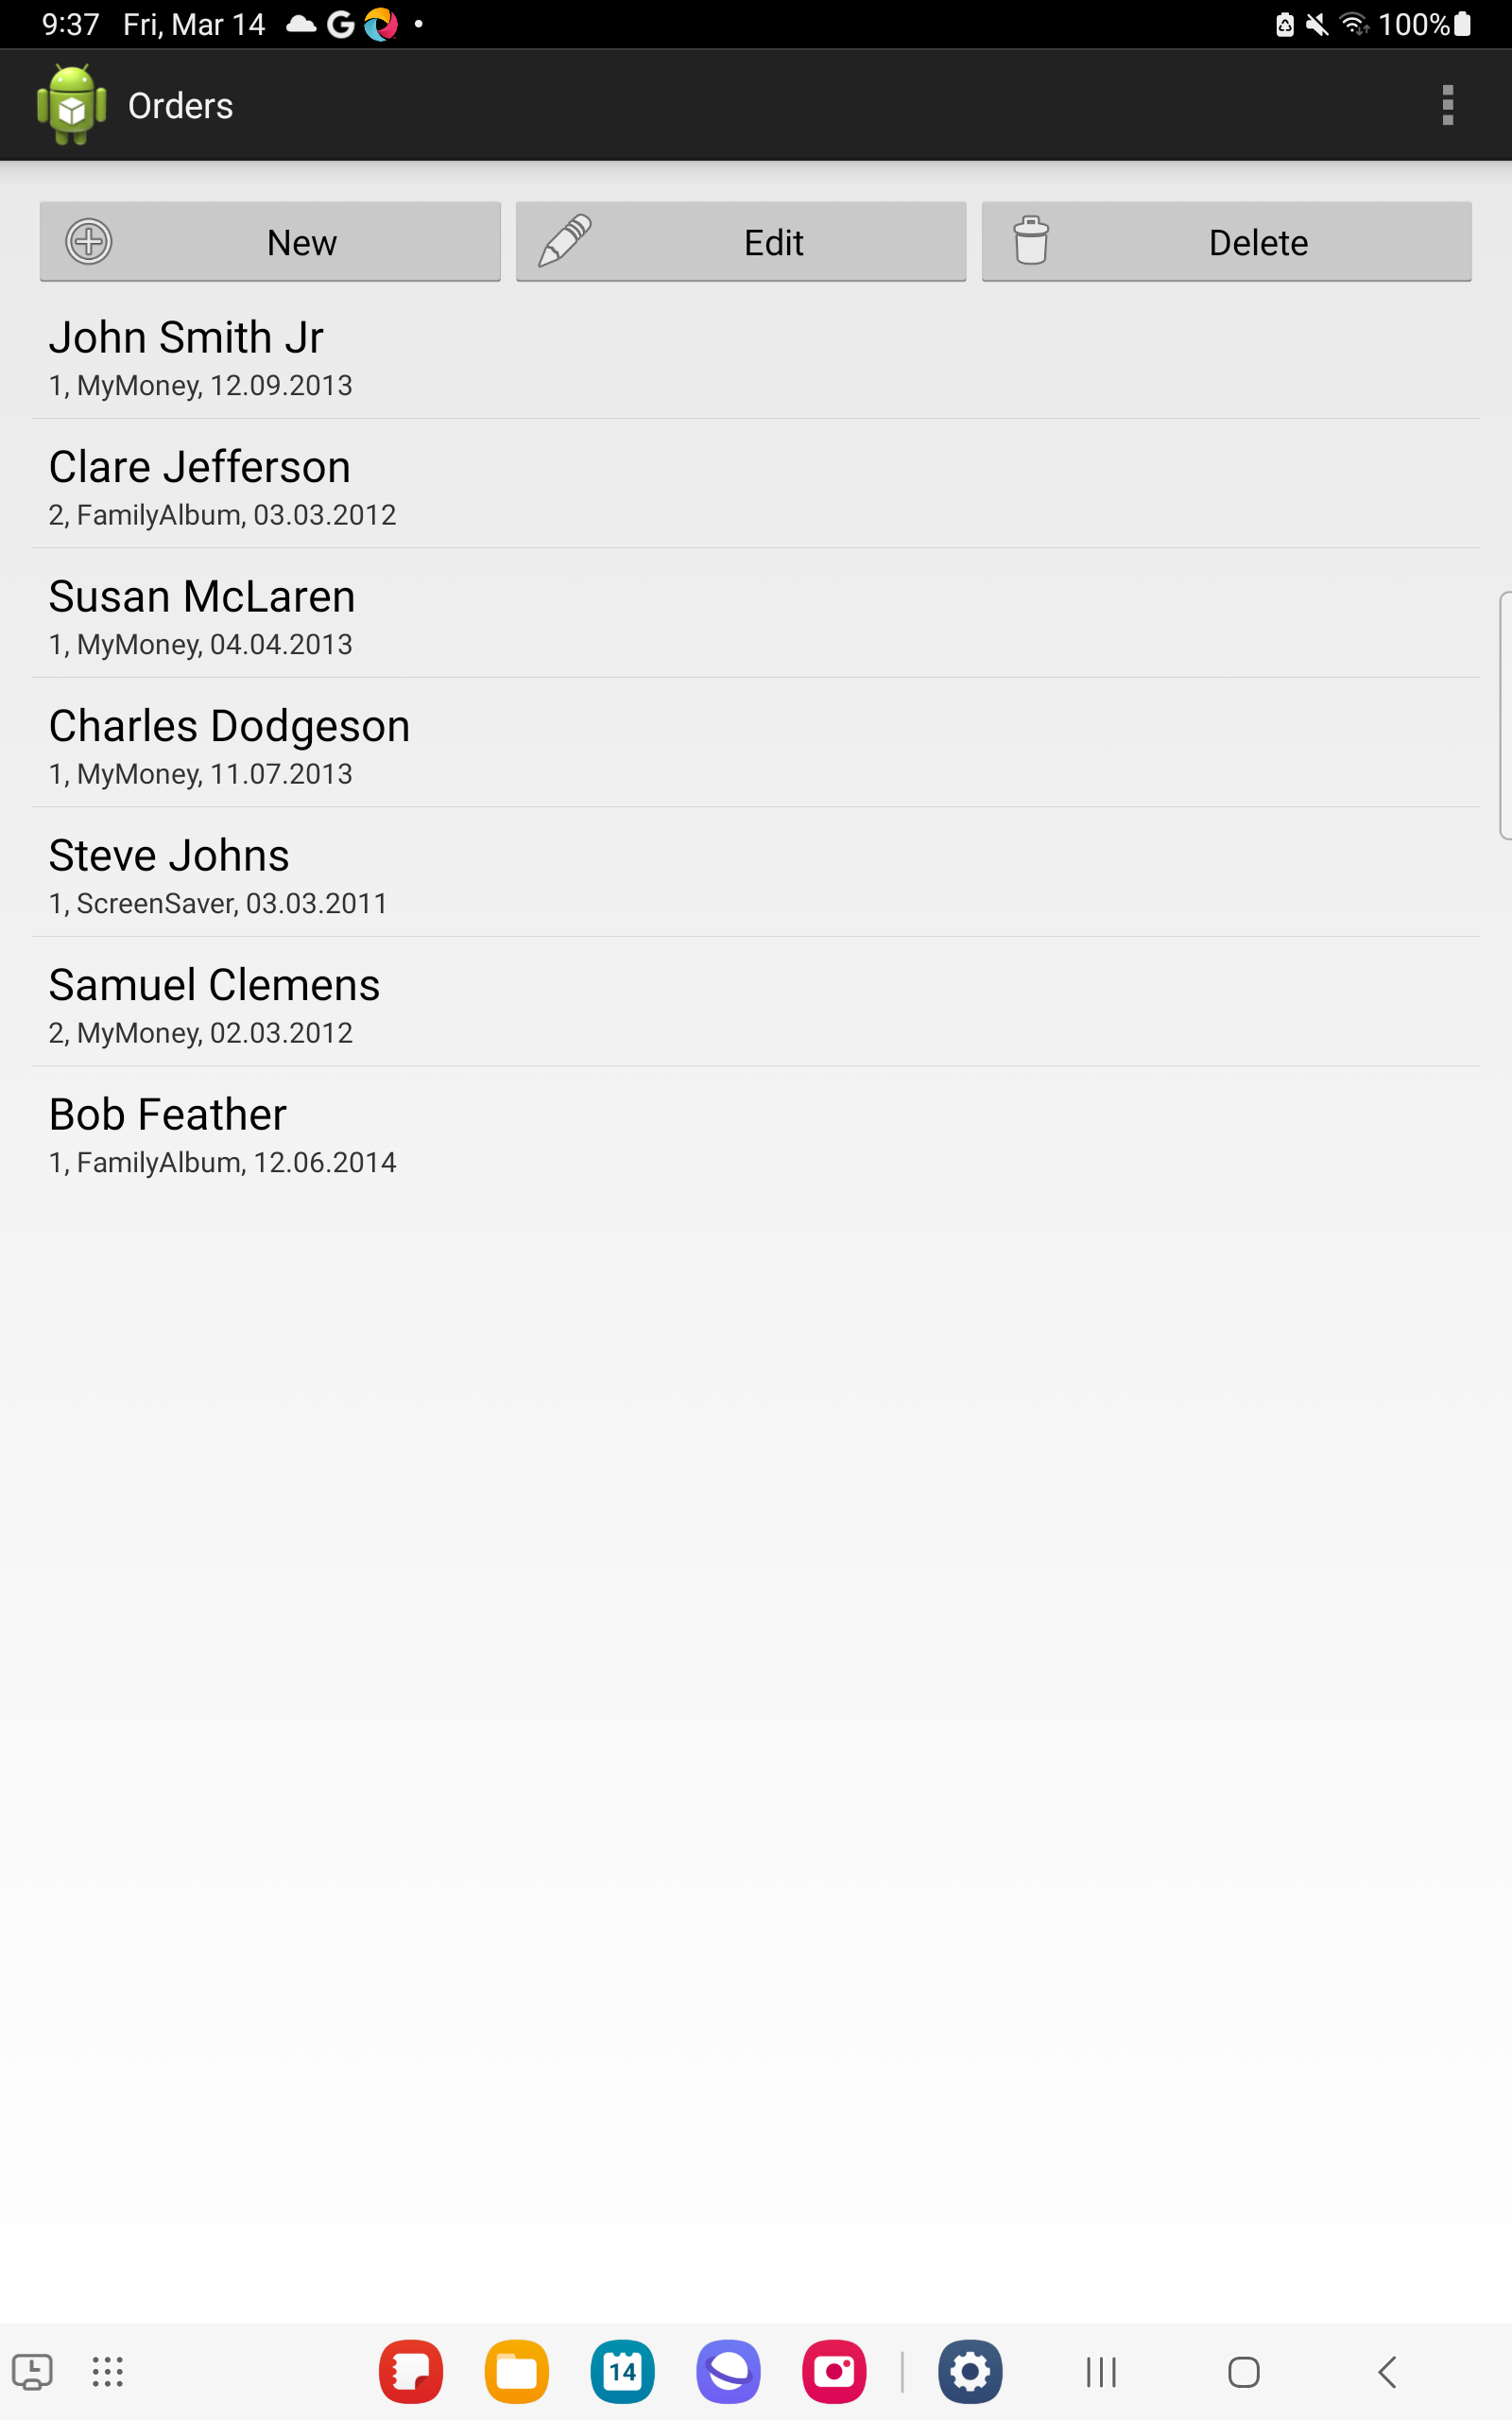 9:37 Fri, Mar 14 G 100%
Orders
New Edit Delete
John Smith Jr
1, MyMoney, 12.09.2013
Clare Jefferson
2, FamilyAlbum, 03.03.2012
Susan McLaren
1, MyMoney, 04.04.2013
Charles Dodgeson
1, MyMoney, 11.07.2013
Steve Johns
1, ScreenSaver, 03.03.2011
Samuel Clemens
2, MyMoney, 02.03.2012
Bob Feather
1, FamilyAlbum, 12.06.2014
14